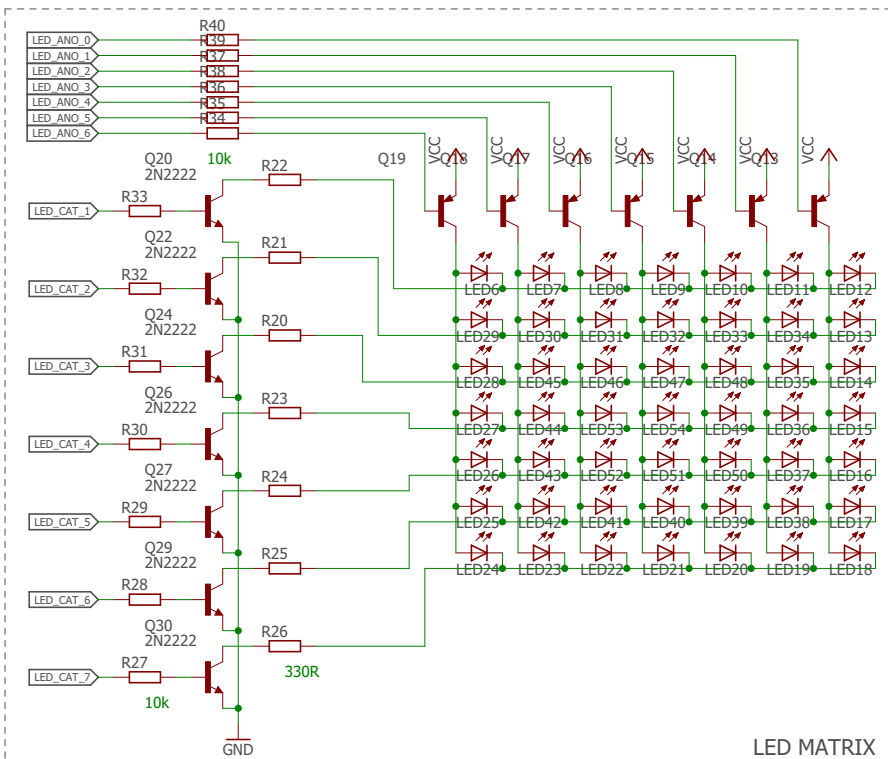 R40
LED_ANO_0
R39
LED_ANO_1
R37
LED_ANO_2
R38
LED_ANO_3
R36
LED_ANO_4
R35
LED_ANO_5
R34
LED_ANO_6
10k
Q19 VCC Q18 VCC Q17 VCC Q16 VCC Q15 VCC Q14 VCC Q13 VCC
Q20
2N2222
R22
R33
LED_CAT_1
Q22
2N2222
R21
R32
LED_CAT_2
Q24
2N2222
R20
R31
LED_CAT_3
Q26
2N2222
R23
R30
LED_CAT_4
Q27
2N2222
R24
R29
LED_CAT_5
Q29
2N2222
R25
R28
LED_CAT_6
Q30
2N2222
R26
330R
R27
LED_CAT_7
10k
GND
LED6 LED7 LED8 LED9 LED10 LED11 LED12
LED29 LED30 LED31 LED32 LED33 LED34 LED13
LED28 LED45 LED46 LED47 LED48 LED35 LED14
LED27 LED44 LED53 LED54 LED49 LED36 LED15
LED26 LED43 LED52 LED51 LED50 LED37 LED16
LED25 LED42 LED41 LED40 LED39 LED38 LED17
LED24 LED23 LED22 LED21 LED20 LED19 LED18
LED MATRIX